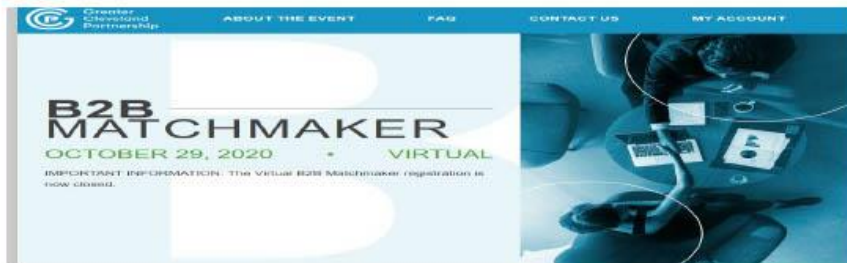 Greater
Cleveland
Partnership
ABOUT THE EVENT
FAQ
CONTACT US
MY ACCOUNT
B2B
MATCHMAKER
OCTOBER 29, 2020 • VIRTUAL
IMPORTANT INFORMATION: The Virtual B2B Matchmaker registration is
now closed.